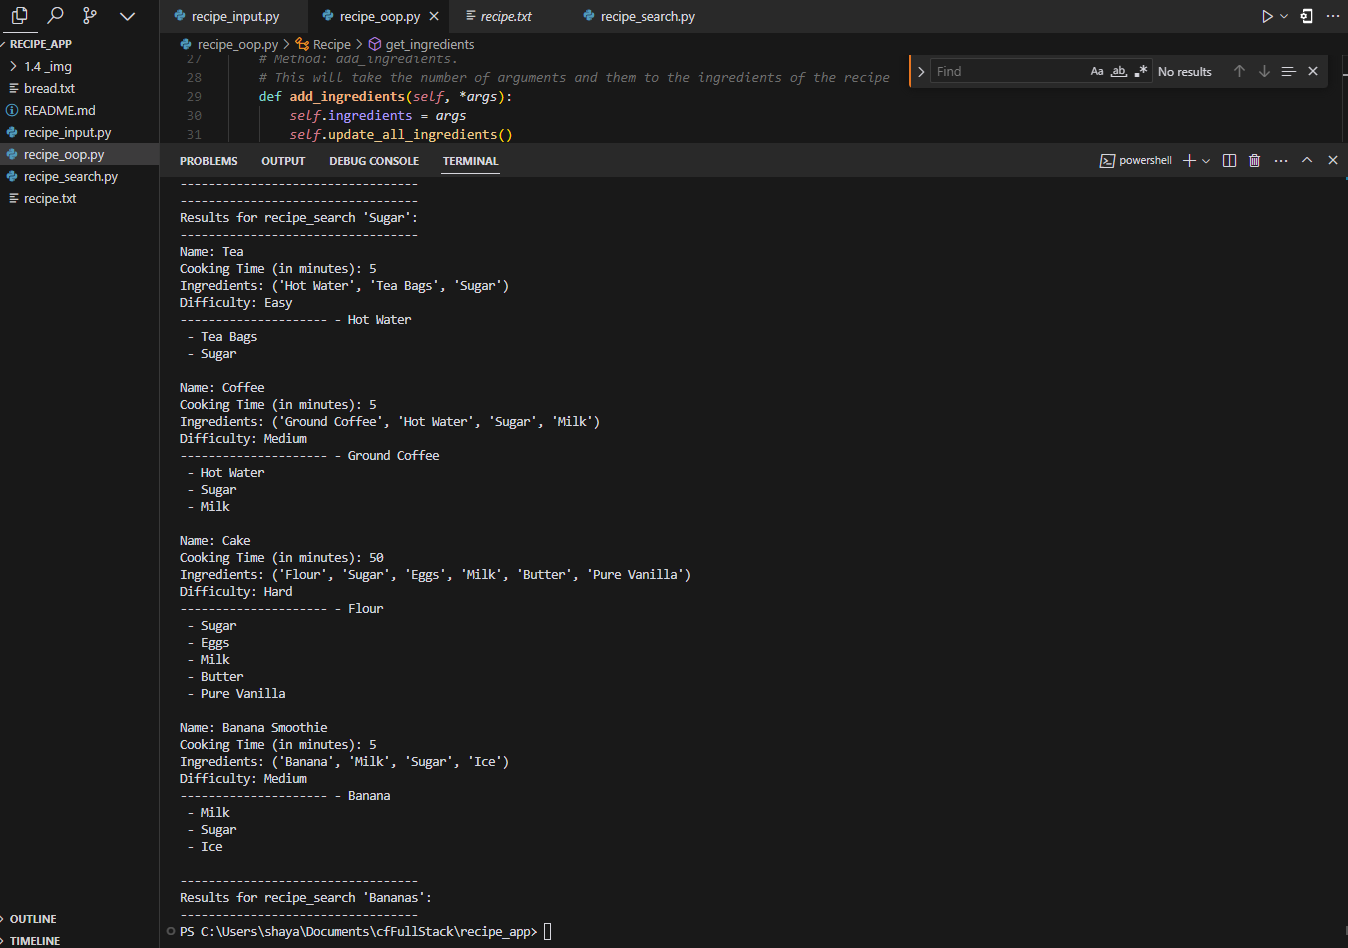 recipe_input.py
recipe_oop.py
recipe.txt
recipe_search.py
RECIPE_APP
1.4 _img
bread.txt
README.md
recipe_input.py
recipe_oop.py
recipe_search.py
recipe.txt
OUTLINE
TIMELINE
recipe_oop.py > Recipe > get_ingredients
27 # Method: add_ingredients.
28 # This will take the number of arguments and them to the ingredients of the recipe
29 def add_ingredients(self, *args):
30 self.ingredients = args
31 self.update_all_ingredients()
Find Aa ab .* No results
PROBLEMS OUTPUT DEBUG CONSOLE TERMINAL powershell
----------------------------------
----------------------------------
Results for recipe_search 'Sugar':
----------------------------------
Name: Tea
Cooking Time (in minutes): 5
Ingredients: ('Hot Water', 'Tea Bags', 'Sugar')
Difficulty: Easy
--------------------- - Hot Water
- Tea Bags
- Sugar
Name: Coffee
Cooking Time (in minutes): 5
Ingredients: ('Ground Coffee', 'Hot Water', 'Sugar', 'Milk')
Difficulty: Medium
--------------------- - Ground Coffee
- Hot Water
- Sugar
- Milk
Name: Cake
Cooking Time (in minutes): 50
Ingredients: ('Flour', 'Sugar', 'Eggs', 'Milk', 'Butter', 'Pure Vanilla')
Difficulty: Hard
--------------------- - Flour
- Sugar
- Eggs
- Milk
- Butter
- Pure Vanilla
Name: Banana Smoothie
Cooking Time (in minutes): 5
Ingredients: ('Banana', 'Milk', 'Sugar', 'Ice')
Difficulty: Medium
--------------------- - Banana
- Milk
- Sugar
- Ice
----------------------------------
Results for recipe_search 'Bananas':
----------------------------------
PS C:\Users\shaya\Documents\cfFullStack\recipe_app>